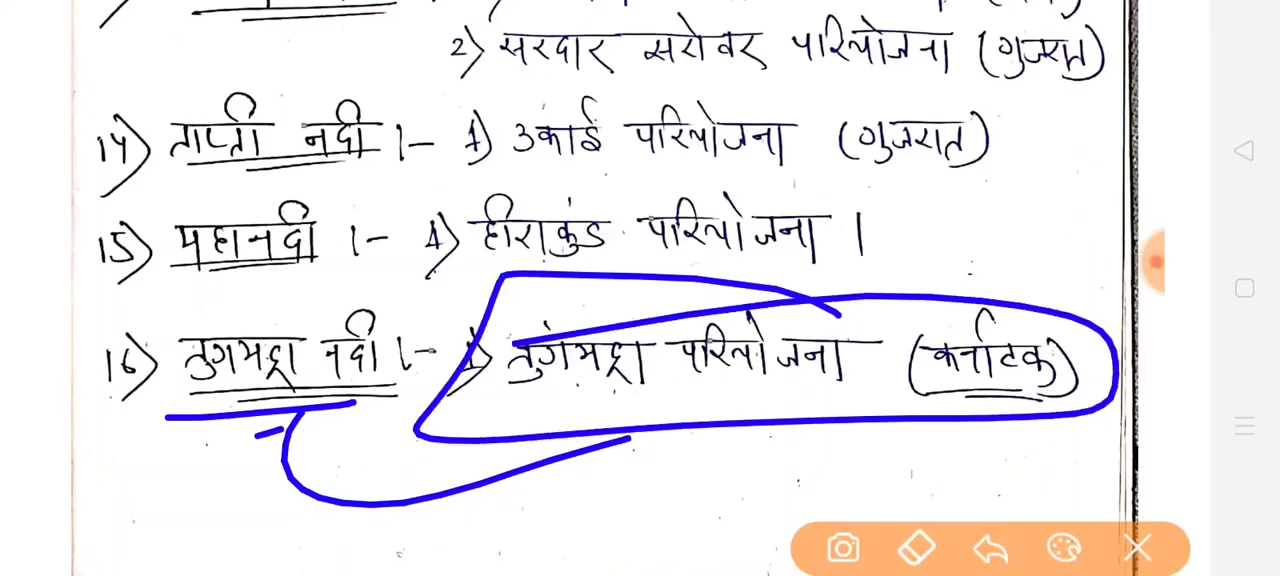 2) सरदार सरोवर परियोजना (गुजरात)
14) ताप्ती नदी :- 1) उकाई परियोजना (गुजरात)
15) महानदी :- 1) हीराकुंड परियोजना ।
16) तुगभद्रा नदी :- 1) तुगंभद्रा परियोजना (कर्नाटक)